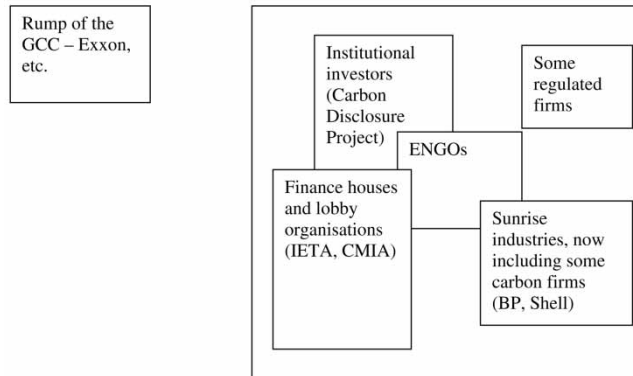 Rump of the
GCC – Exxon,
etc.
Institutional
investors
(Carbon
Disclosure
Project)
Some
regulated
firms
ENGOs
Finance houses
and lobby
organisations
(IETA, CMIA)
Sunrise
industries, now
including some
carbon firms
(BP, Shell)